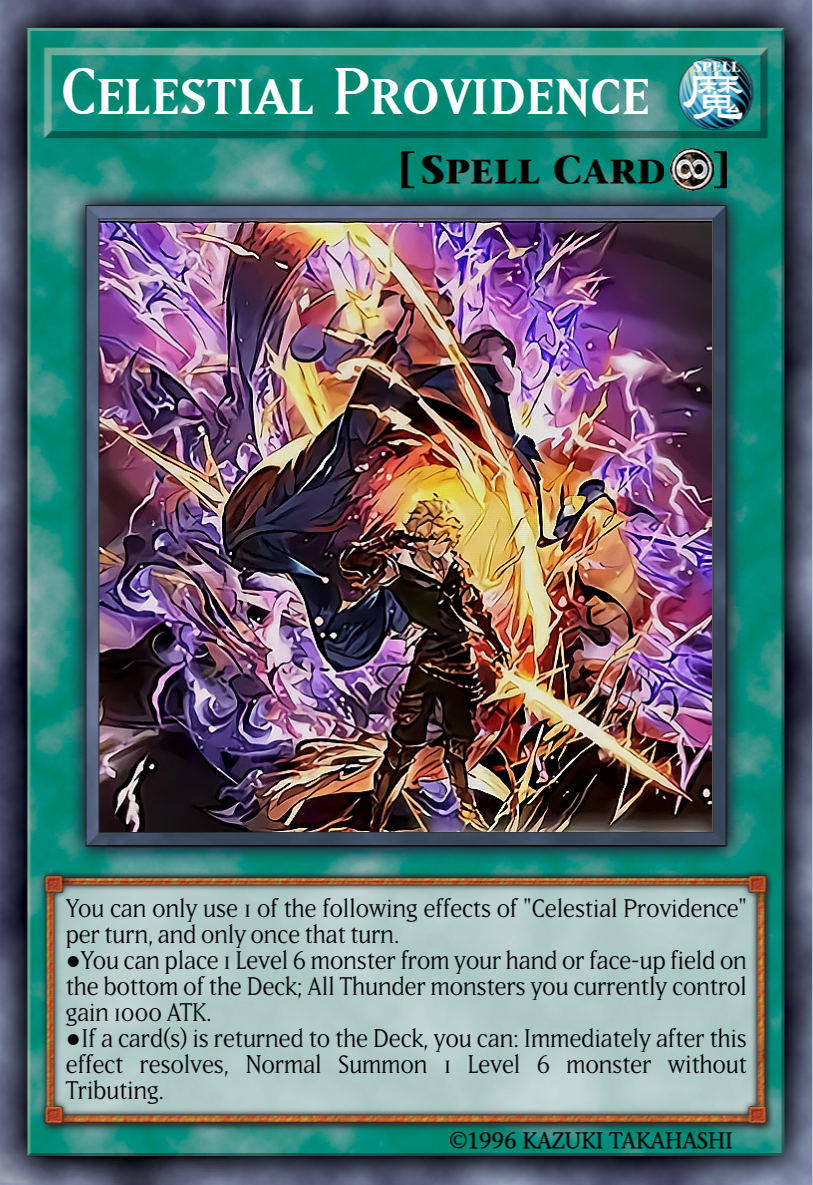 Celestial Providence
SPELL
魔
[Spell Card]
You can only use 1 of the following effects of "Celestial Providence"
per turn, and only once that turn.
●You can place 1 Level 6 monster from your hand or face-up field on
the bottom of the Deck; All Thunder monsters you currently control
gain 1000 ATK.
●If a card(s) is returned to the Deck, you can: Immediately after this
effect resolves, Normal Summon 1 Level 6 monster without
Tributing.
©1996 KAZUKI TAKAHASHI